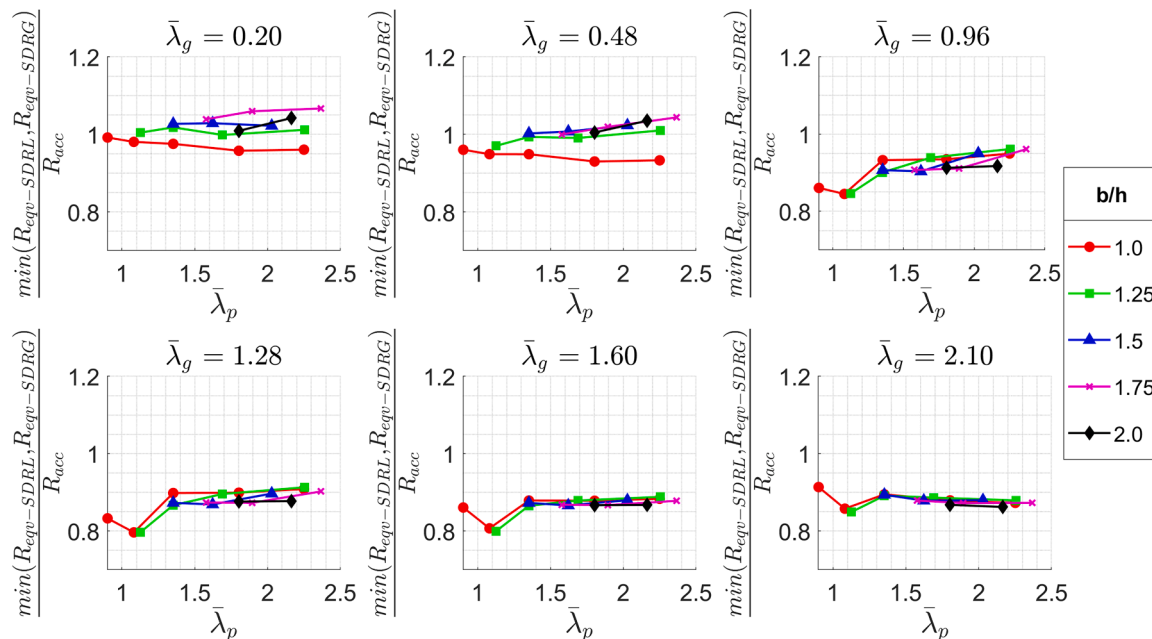 λ̄g = 0.20
min(Reqv−SDRL, Reqv−SDRG)
Racc
1.2
1
0.8
1 1.5 2 2.5
λ̄p
λ̄g = 0.48
min(Reqv−SDRL, Reqv−SDRG)
Racc
1.2
1
0.8
1 1.5 2 2.5
λ̄p
λ̄g = 0.96
min(Reqv−SDRL, Reqv−SDRG)
Racc
1.2
1
0.8
1 1.5 2 2.5
λ̄p
b/h
1.0
1.25
1.5
1.75
2.0
λ̄g = 1.28
min(Reqv−SDRL, Reqv−SDRG)
Racc
1.2
1
0.8
1 1.5 2 2.5
λ̄p
λ̄g = 1.60
min(Reqv−SDRL, Reqv−SDRG)
Racc
1.2
1
0.8
1 1.5 2 2.5
λ̄p
λ̄g = 2.10
min(Reqv−SDRL, Reqv−SDRG)
Racc
1.2
1
0.8
1 1.5 2 2.5
λ̄p